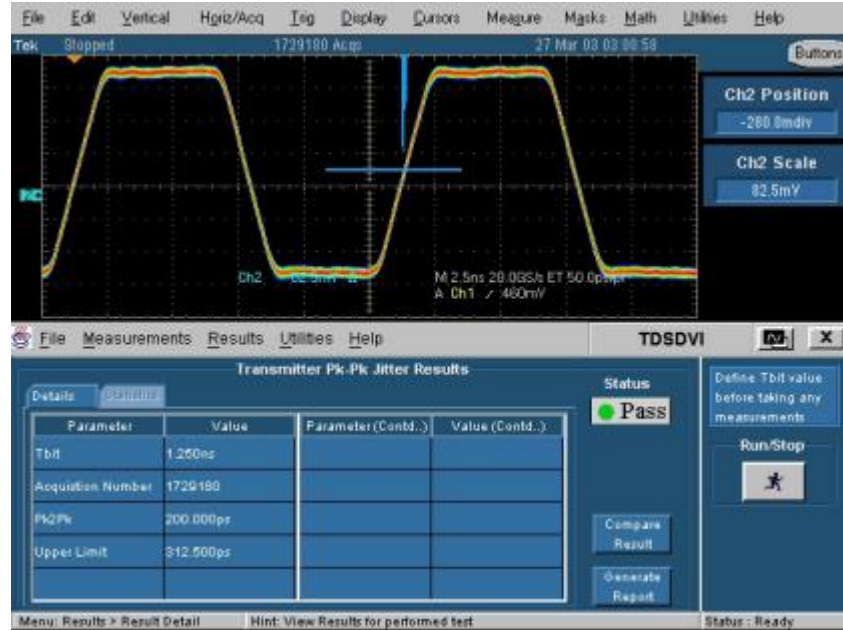 File Edit Vertical Horiz/Acq Trig Display Cursors Measure Masks Math Utilities Help
Tek Stopped 1729180 Acqs 27 Mar 03 03:00:58
Buttons
Ch2 Position
-280.0mdiv
Ch2 Scale
82.5mV
Ch2
M 2.5ns 20.0GS/s ET 50.0ps/pt
A Ch1 / 460mV
File Measurements Results Utilities Help TDSDVI X
Transmitter Pk-Pk Jitter Results
Details Statistics
Parameter Value Parameter(Contd..) Value (Contd..)
Tbit 1.250ns
Acquistion Number 1729180
Pk2Pk 200.000ps
Upper Limit 312.500ps
Status
Pass
Compare
Result
Generate
Report
Define Tbit value
before taking any
measurements
Run/Stop
Menu: Results > Result Detail Hint: View Results for performed test Status : Ready